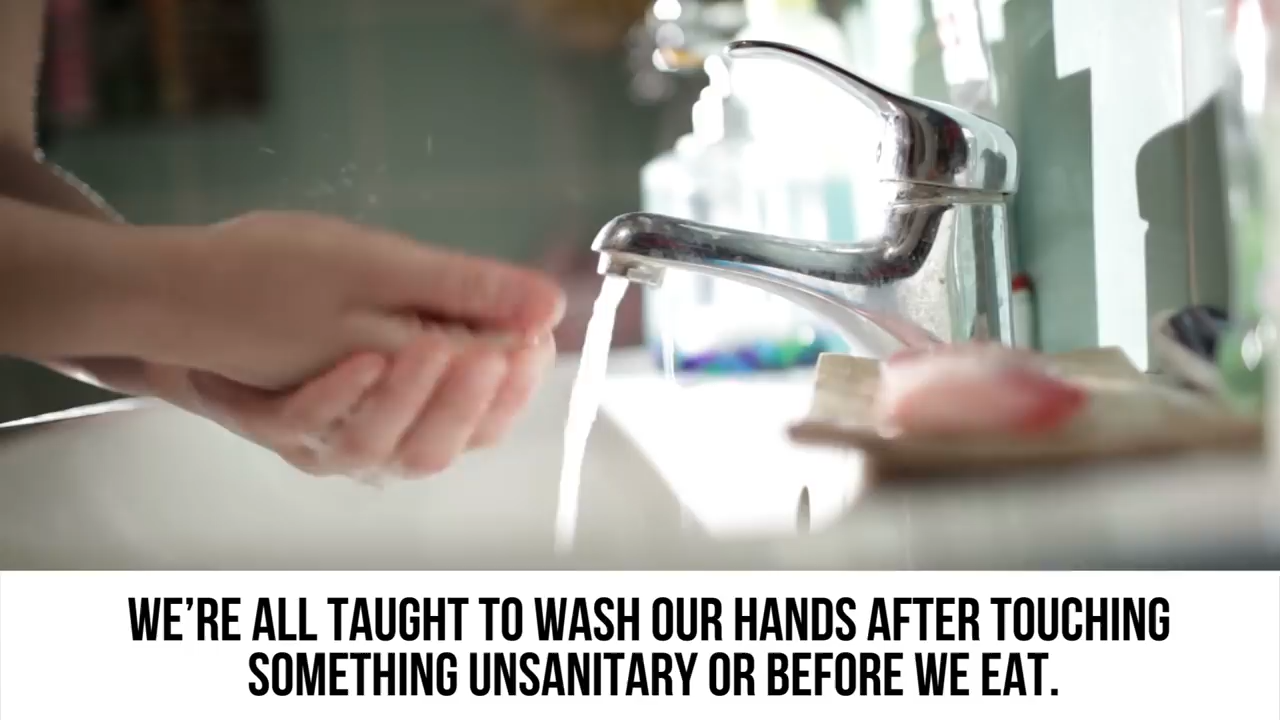 WE’RE ALL TAUGHT TO WASH OUR HANDS AFTER TOUCHING
SOMETHING UNSANITARY OR BEFORE WE EAT.